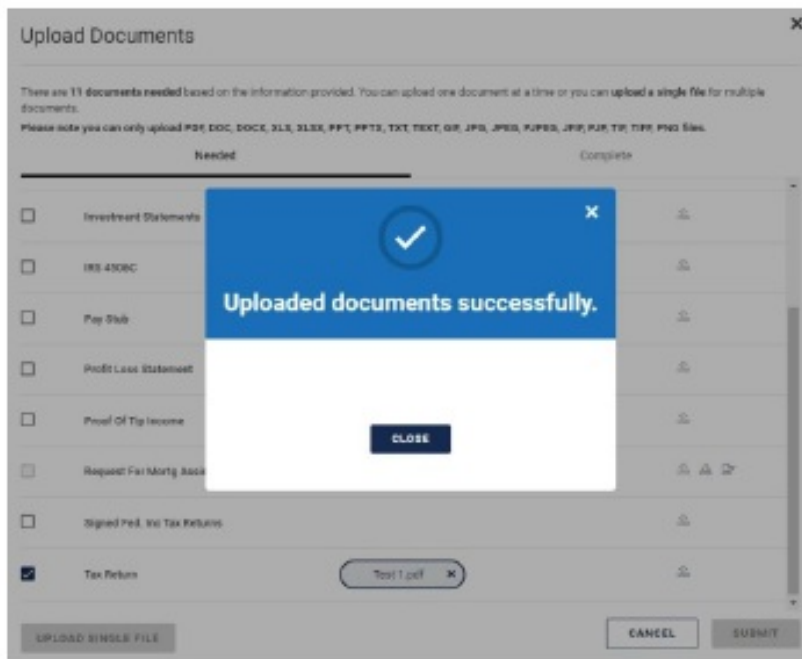 Upload Documents
There are 11 documents needed based on the information provided. You can upload one document at a time or you can upload a single file for multiple
documents.
Please note you can only upload PDF, DOC, DOCX, XLS, XLSX, PPT, PPTX, TXT, TEXT, GIF, JPG, JPEG, PJPEG, JFIF, PJP, TIF, TIFF, PNG files.
Needed Complete
Investment Statements
IRS 4506C
Uploaded documents successfully.
Pay Stub
Profit Loss Statement
Proof Of Tip Income
CLOSE
Request For Mortg Assi
Signed Fed. Inc Tax Returns
Tax Return Test 1.pdf
UPLOAD SINGLE FILE CANCEL SUBMIT